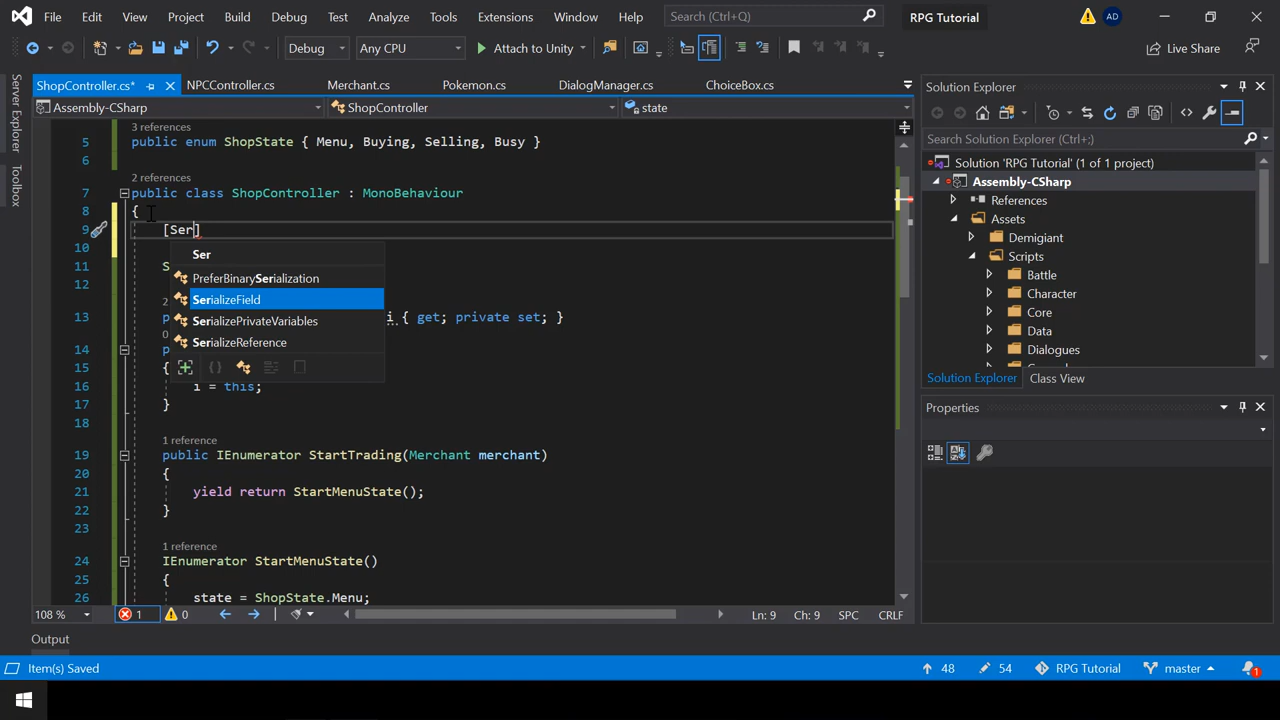 File Edit View Git Project Build Debug Test Analyze Tools Extensions Window Help Search (Ctrl+Q) RPG Tutorial AD
Debug Any CPU Attach to Unity Live Share
Server Explorer
Toolbox
ShopController.cs* NPCController.cs Merchant.cs Pokemon.cs DialogManager.cs ChoiceBox.cs
Assembly-CSharp ShopController state
3 references
5 public enum ShopState { Menu, Buying, Selling, Busy }
6
2 references
7 public class ShopController : MonoBehaviour
8 {
9 [Ser]
10
11 S
12
2
13 p i { get; private set; }
0
14 p
15 {
16 i = this;
17 }
18
1 reference
19 public IEnumerator StartTrading(Merchant merchant)
20 {
21 yield return StartMenuState();
22 }
23
1 reference
24 IEnumerator StartMenuState()
25 {
26 state = ShopState.Menu;
Ser
PreferBinarySerialization
SerializeField
SerializePrivateVariables
SerializeReference
108 % 1 0 Ln: 9 Ch: 9 SPC CRLF
Output
Solution Explorer
Search Solution Explorer (Ctrl+;)
Solution 'RPG Tutorial' (1 of 1 project)
Assembly-CSharp
References
Assets
Demigiant
Scripts
Battle
Character
Core
Data
Dialogues
Solution Explorer Class View
Properties
Item(s) Saved 48 54 RPG Tutorial master 1